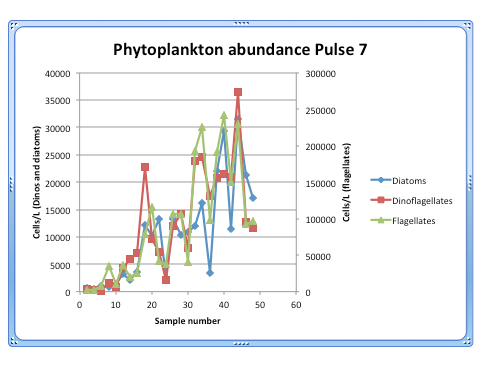 Phytoplankton abundance Pulse 7
40000
35000
30000
25000
20000
15000
10000
5000
0
300000
250000
200000
150000
100000
50000
0
0 10 20 30 40 50 60
Cells/L (Dinos and diatoms)
Cells/L (flagellates)
Sample number
Diatoms
Dinoflagellates
Flagellates